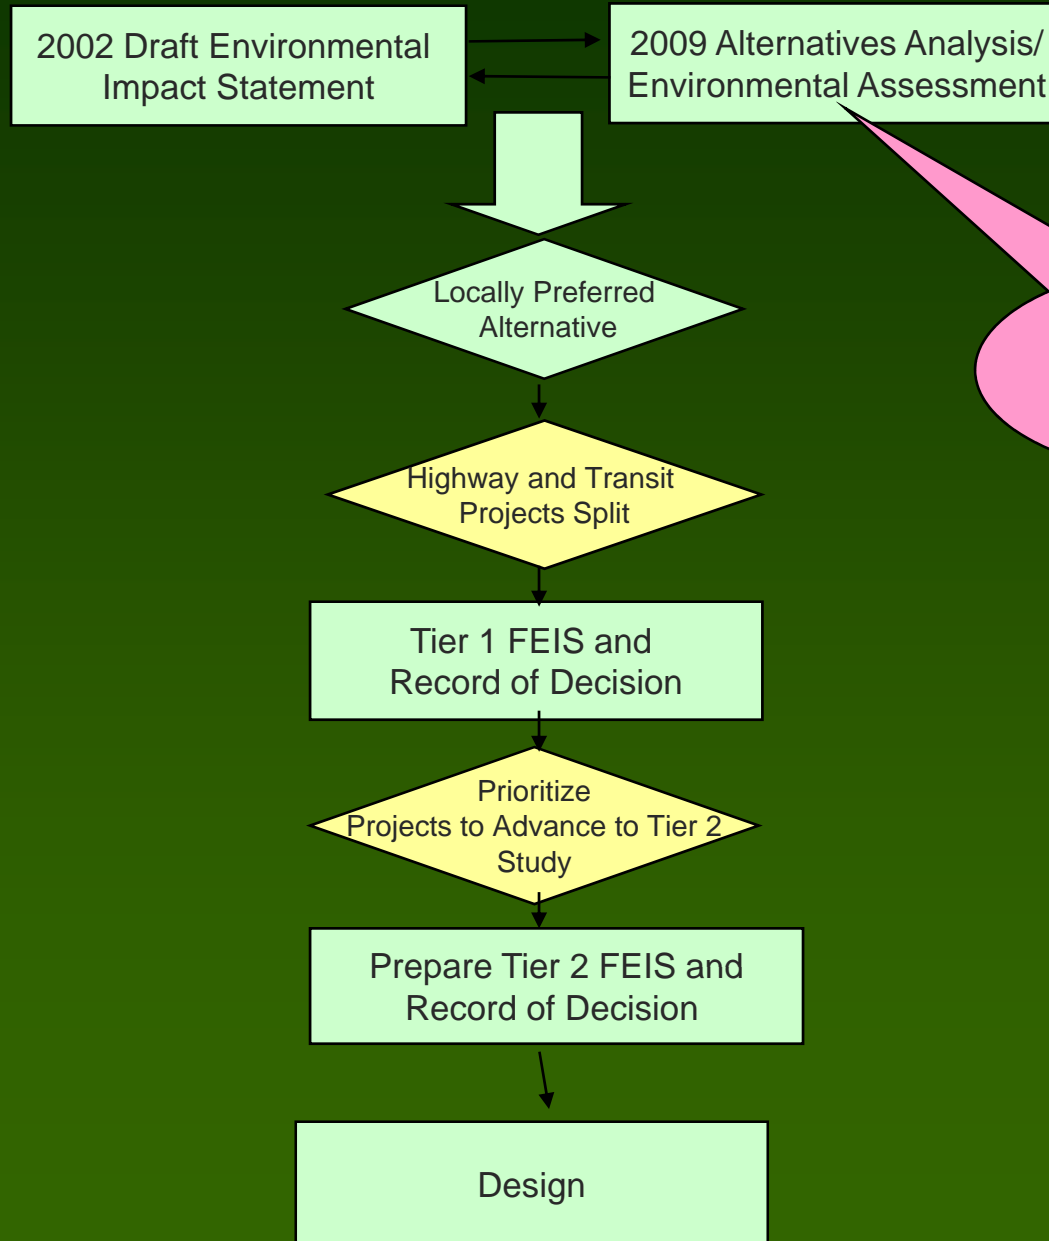 2002 Draft Environmental
Impact Statement
2009 Alternatives Analysis/
Environmental Assessment
Locally Preferred
Alternative
Highway and Transit
Projects Split
Tier 1 FEIS and
Record of Decision
Prioritize
Projects to Advance to Tier 2
Study
Prepare Tier 2 FEIS and
Record of Decision
Design